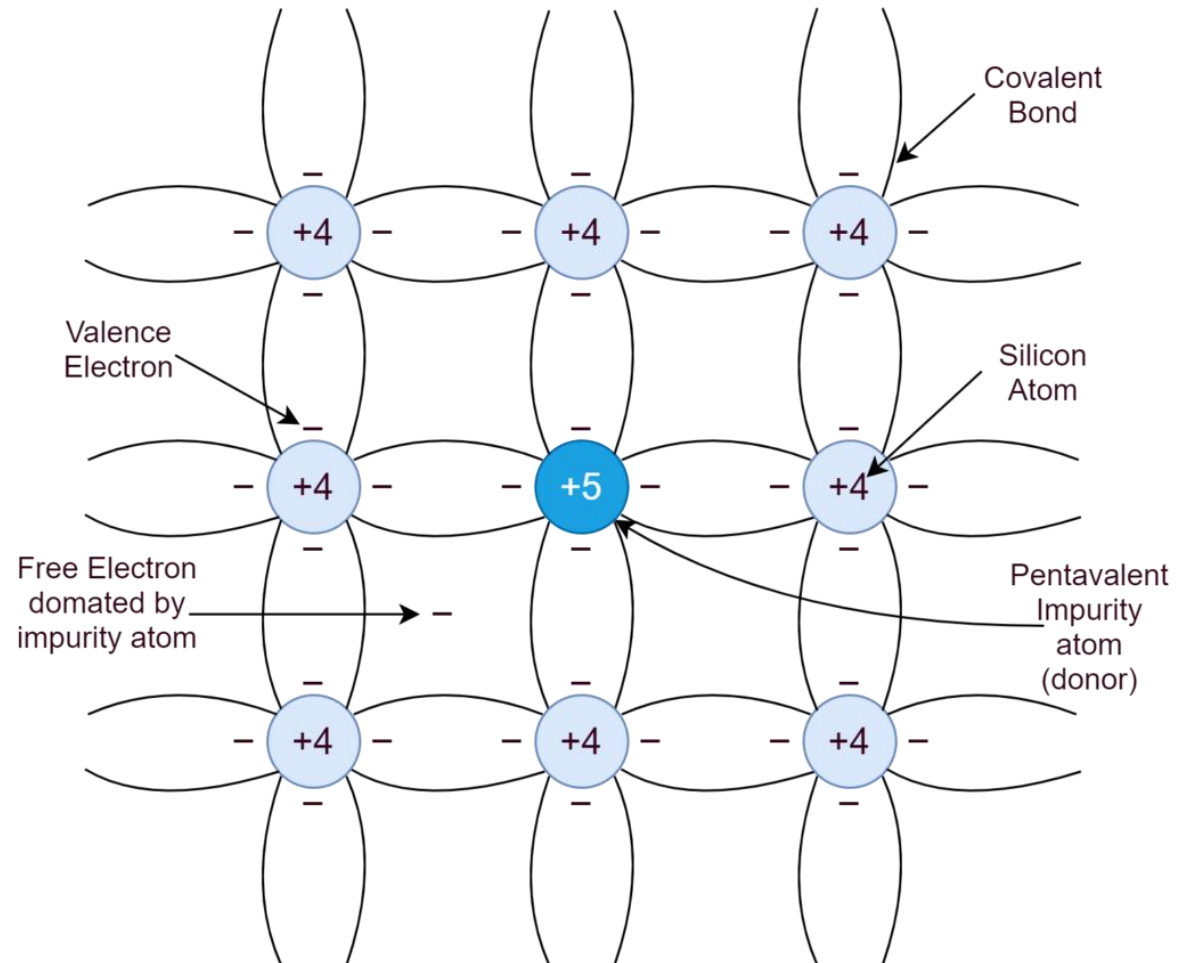 Covalent
Bond
+4
+4
+4
Valence
Electron
Silicon
Atom
+4
+5
+4
Free Electron
domated by
impurity atom
Pentavalent
Impurity
atom
(donor)
+4
+4
+4